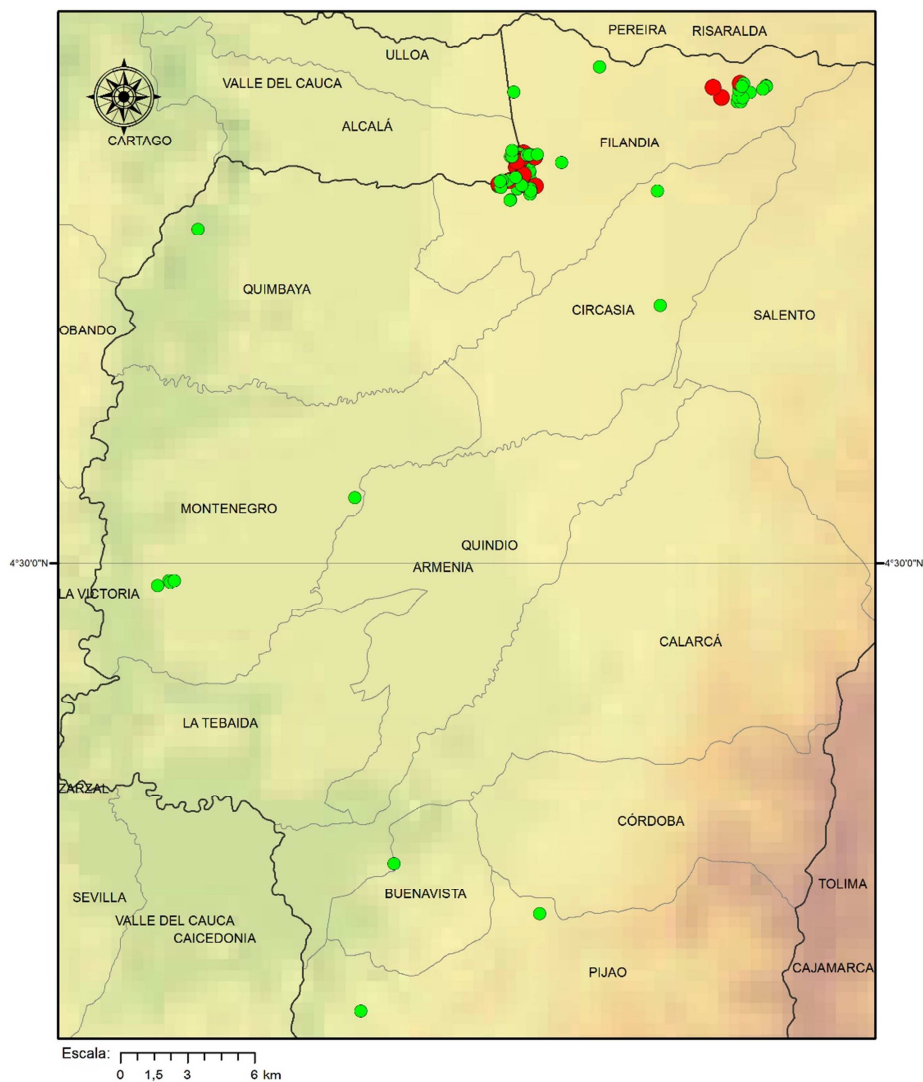 PEREIRA RISARALDA
ULLOA
VALLE DEL CAUCA
ALCALÁ
CARTAGO
FILANDIA
QUIMBAYA
CIRCASIA
SALENTO
OBANDO
MONTENEGRO
QUINDIO
ARMENIA
4°30'0"N 4°30'0"N
LA VICTORIA
CALARCÁ
LA TEBAIDA
ZARZAL
CÓRDOBA
TOLIMA
SEVILLA
BUENAVISTA
VALLE DEL CAUCA
CAICEDONIA
PIJAO
CAJAMARCA
Escala:
0 1,5 3 6 km